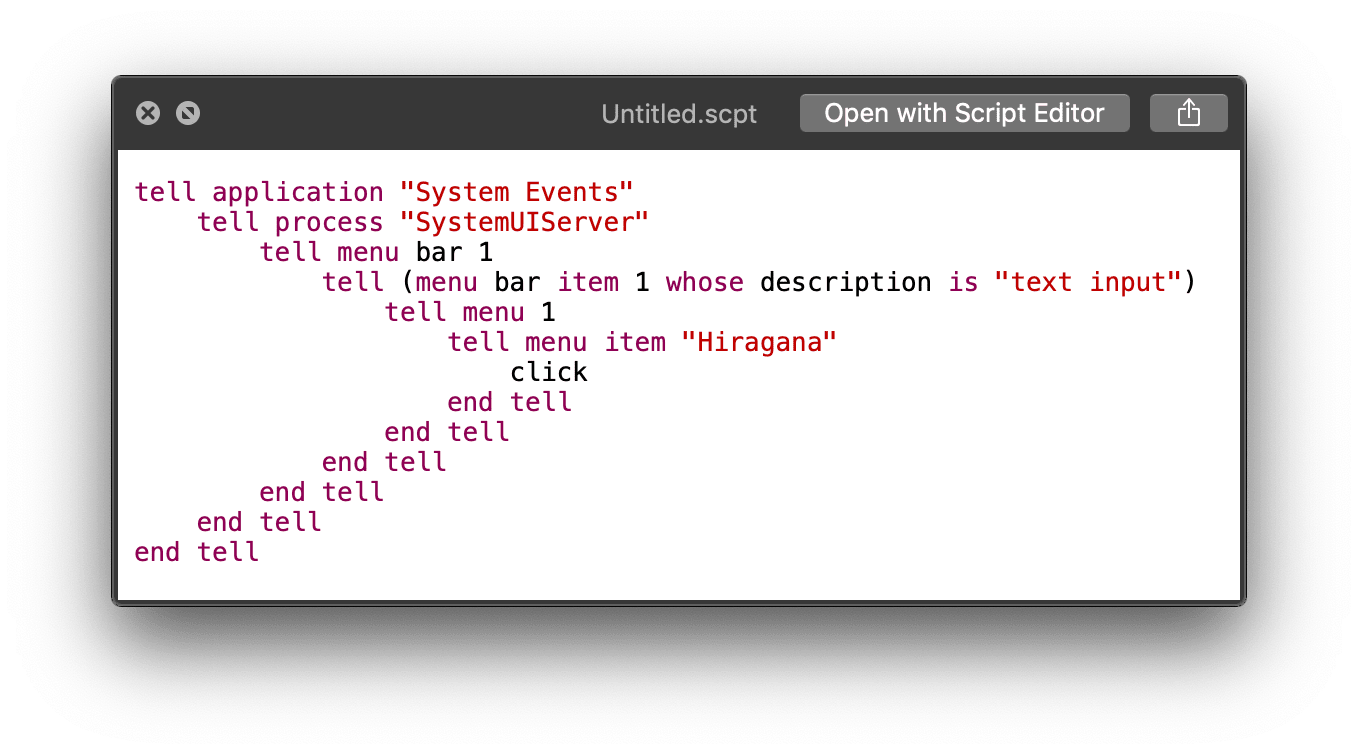 Untitled.scpt
Open with Script Editor
tell application "System Events"
    tell process "SystemUIServer"
        tell menu bar 1
            tell (menu bar item 1 whose description is "text input")
                tell menu 1
                    tell menu item "Hiragana"
                        click
                    end tell
                end tell
            end tell
        end tell
    end tell
end tell